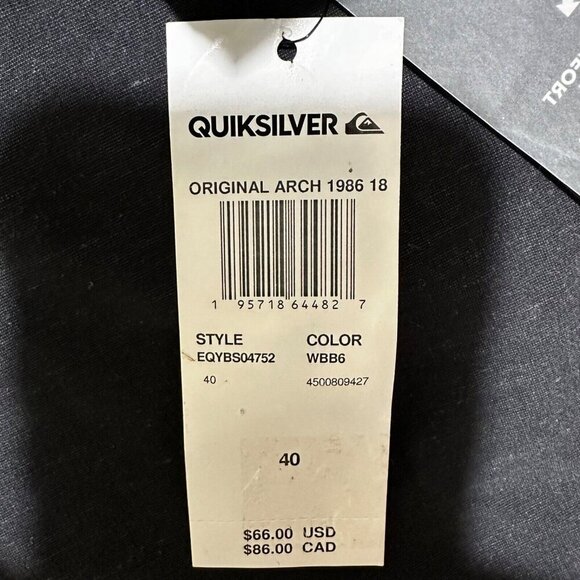 QUIKSILVER
ORIGINAL ARCH 1986 18
1 95718 64482 7
STYLE COLOR
EQYBS04752 WBB6
40 4500809427
40
$66.00 USD
$86.00 CAD